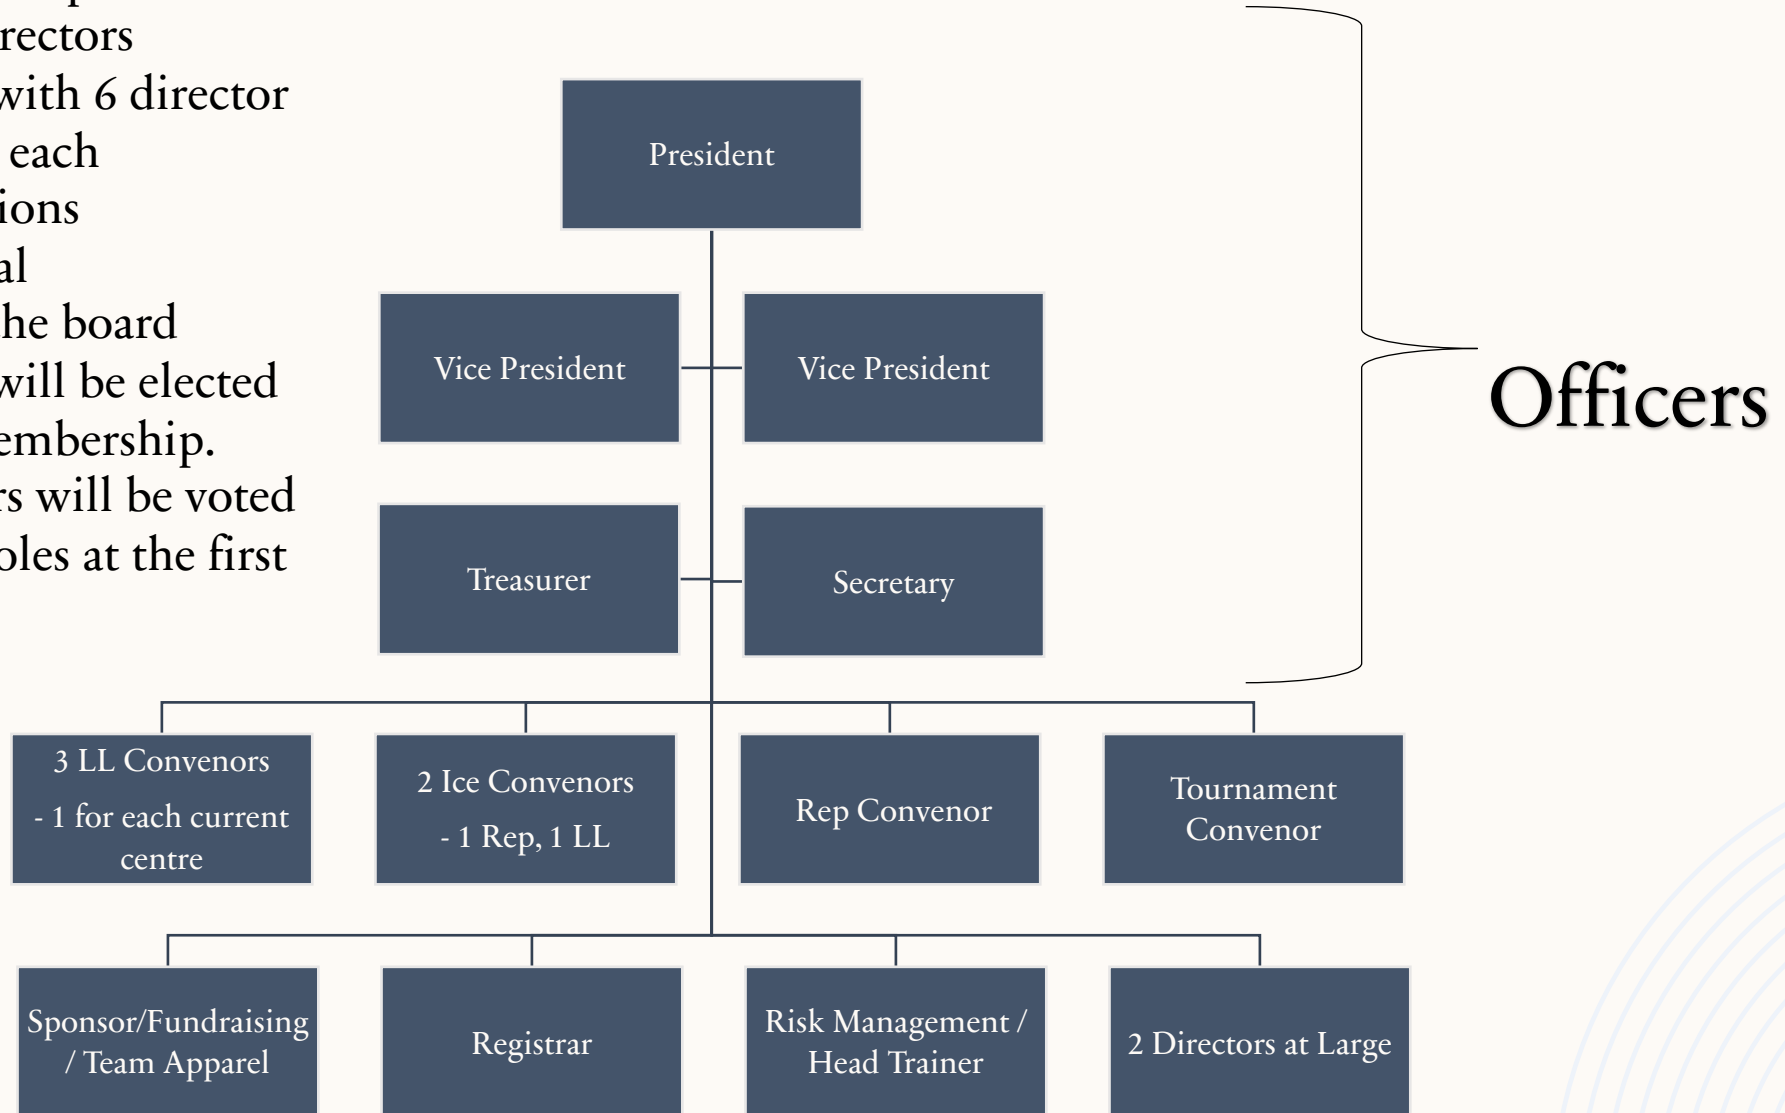 rectors
with 6 director
each
ions
al
he board
will be elected
embership.
rs will be voted
oles at the first
President
Vice President
Vice President
Officers
Treasurer
Secretary
3 LL Convenors
- 1 for each current
centre
2 Ice Convenors
- 1 Rep, 1 LL
Rep Convenor
Tournament
Convenor
Sponsor/Fundraising
/ Team Apparel
Registrar
Risk Management /
Head Trainer
2 Directors at Large